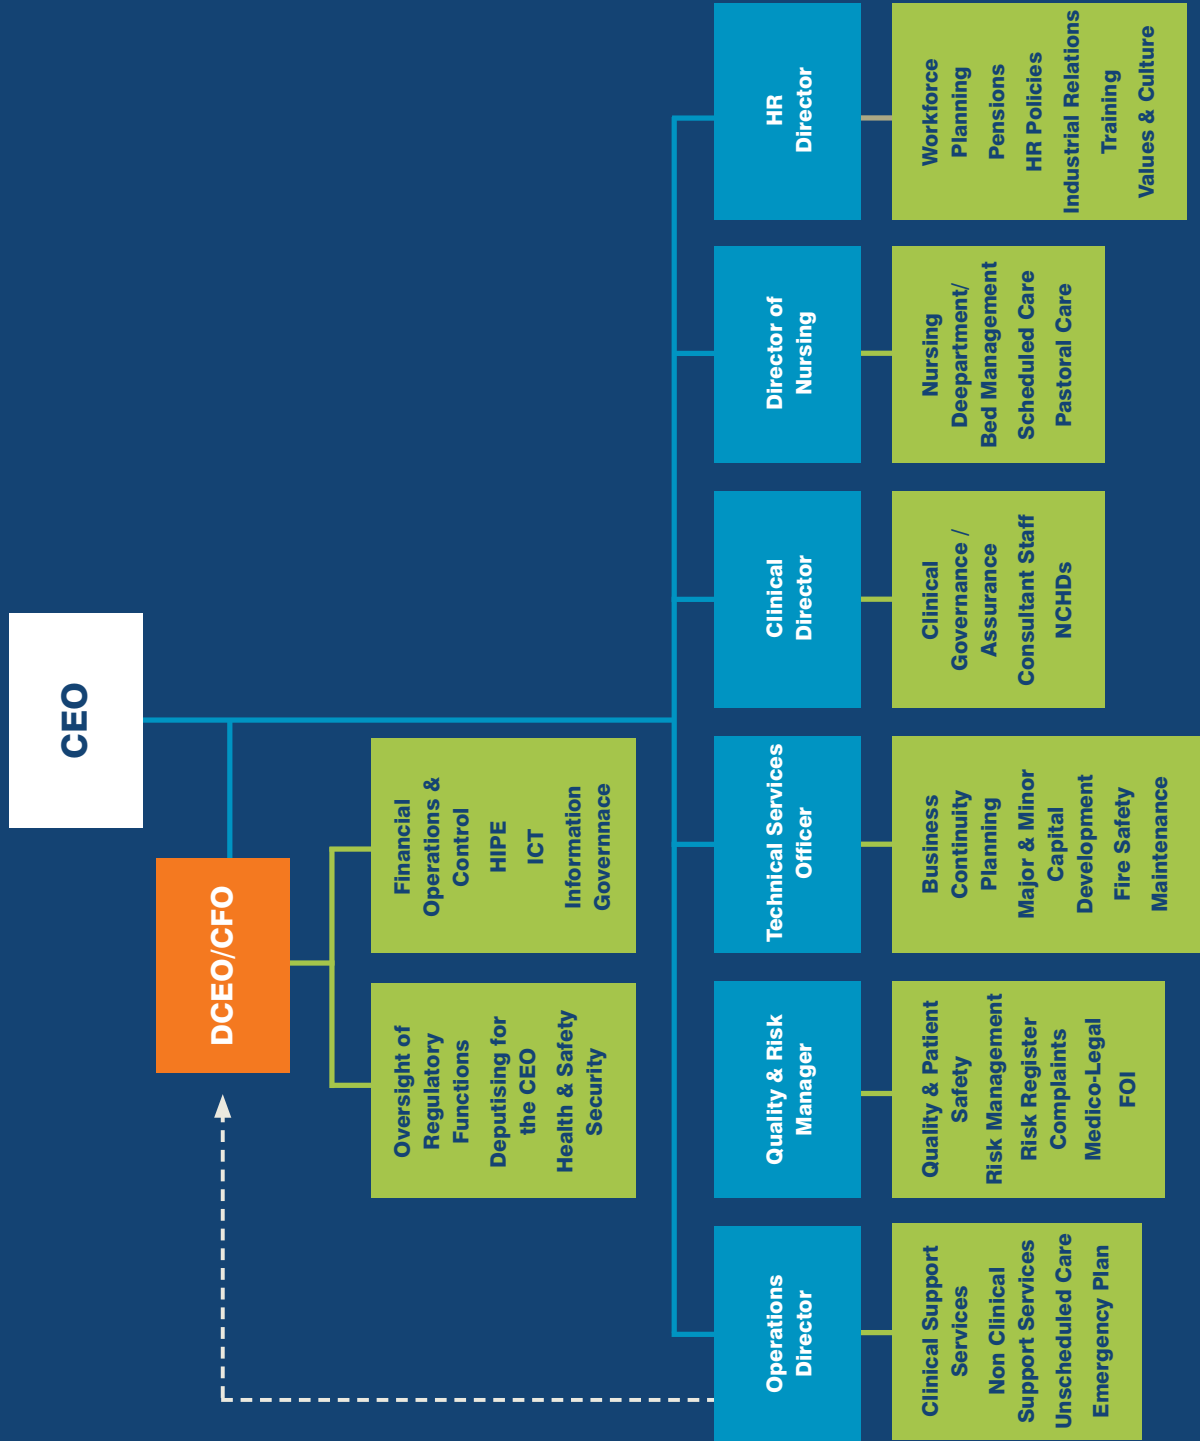 CEO
DCEO/CFO
Oversight of
Regulatory
Functions
Deputising for
the CEO
Health & Safety
Security
Financial
Operations &
Control
HIPE
ICT
Information
Governnace
Operations
Director
Quality & Risk
Manager
Technical Services
Officer
Clinical
Director
Director of
Nursing
HR
Director
Clinical Support
Services
Non Clinical
Support Services
Unscheduled Care
Emergency Plan
Quality & Patient
Safety
Risk Management
Risk Register
Complaints
Medico-Legal
FOI
Business
Continuity
Planning
Major & Minor
Capital
Development
Fire Safety
Maintenance
Clinical
Governance /
Assurance
Consultant Staff
NCHDs
Nursing
Deepartment/
Bed Management
Scheduled Care
Pastoral Care
Workforce
Planning
Pensions
HR Policies
Industrial Relations
Training
Values & Culture